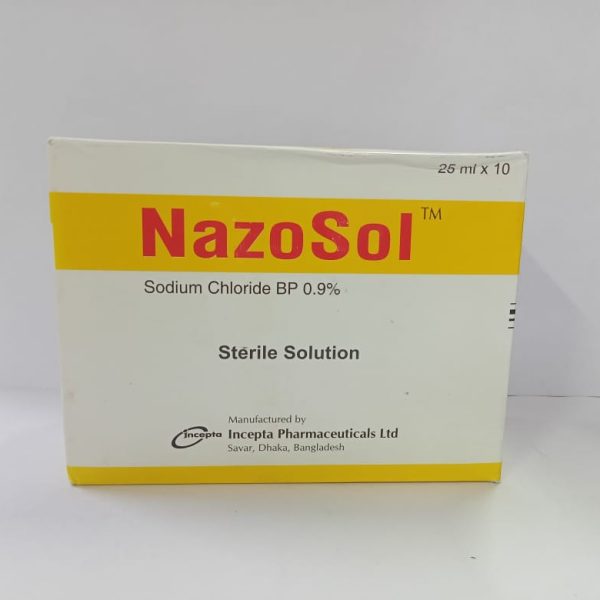 25 ml x 10
NazoSol™
Sodium Chloride BP 0.9%
Sterile Solution
Manufactured by
incepta Incepta Pharmaceuticals Ltd
Savar, Dhaka, Bangladesh